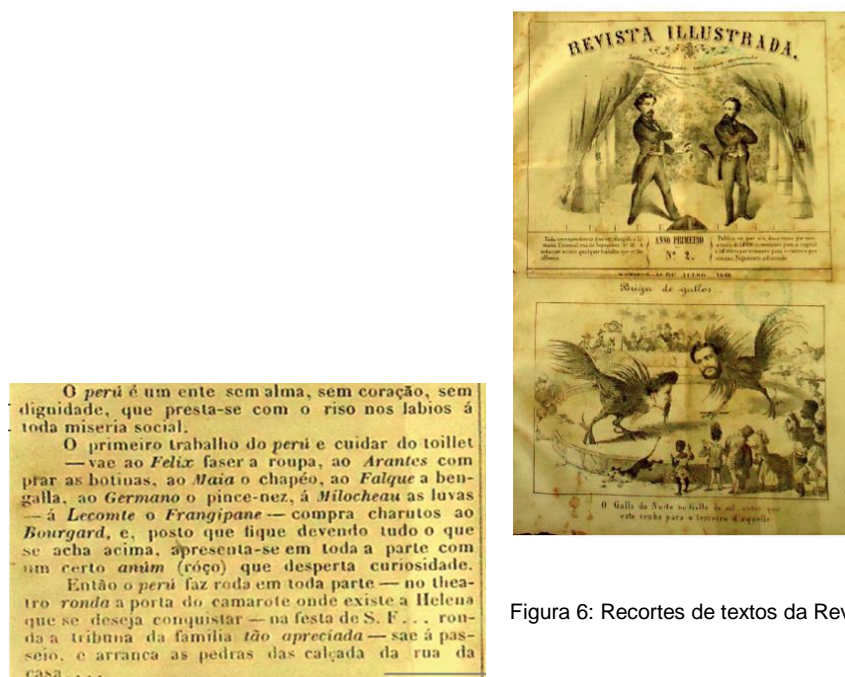 REVISTA ILLUSTRADA.
ANNO PRIMEIRO
Nº 2.
Briga de gallos
O Gallo do Norte ao Gallo do sul, antes que
este venha para o terreiro d'aquelle
O perú é um ente sem alma, sem coração, sem
dignidade, que presta-se com o riso nos labios á
toda miseria social.
O primeiro trabalho do perú e cuidar do toillet
— vae ao Felix faser a roupa, ao Arantes com
prar as botinas, ao Maia o chapéo, ao Falque a ben-
galla, ao Germano o pince-nez, á Milocheau as luvas
— á Lecomte o Frangipane — compra charutos ao
Bourgard, e, posto que fique devendo tudo o que
se acha acima, apresenta-se em toda a parte com
um certo anúm (róço) que desperta curiosidade.
Então o perú faz roda em toda parte — no thea-
tro ronda a porta do camarote onde existe a Helena
que se deseja conquistar — na festa de S. F... ron-
da a tribuna da familia tão apreciada — sae á pas-
seio, e arranca as pedras das calçada da rua da
casa....
Figura 6: Recortes de textos da Rev